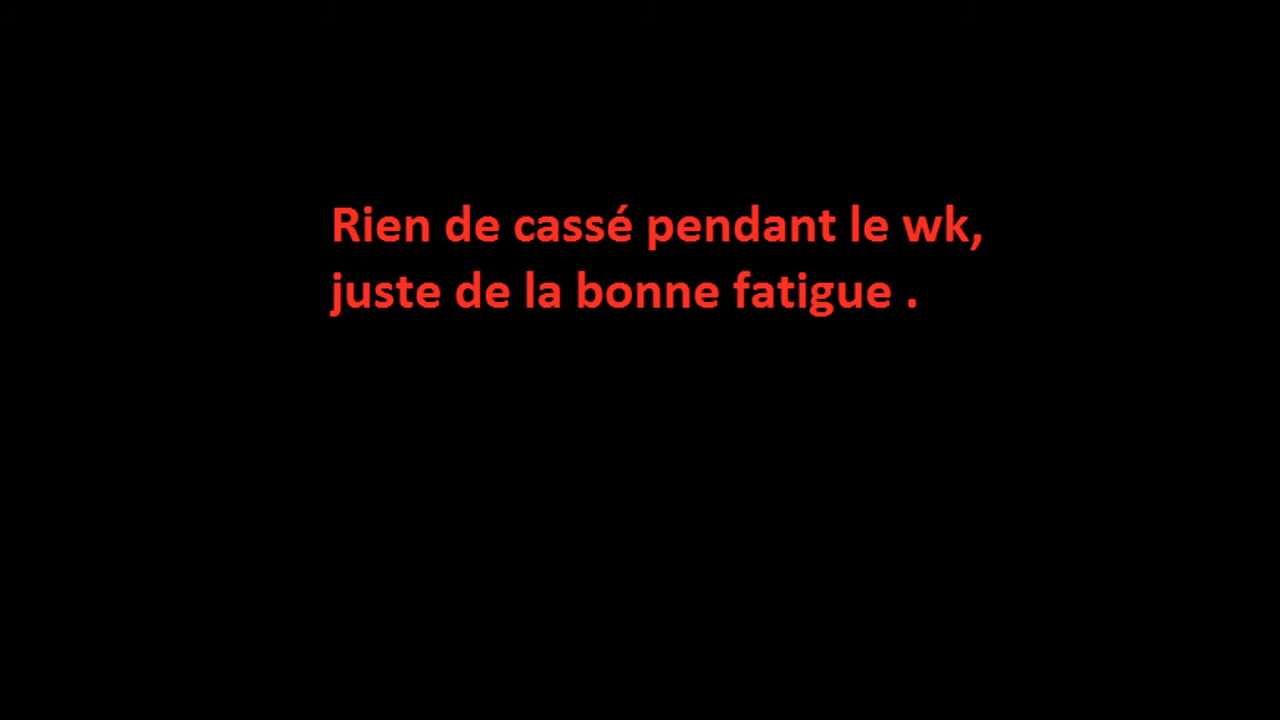 Rien de cassé pendant le wk,
juste de la bonne fatigue .